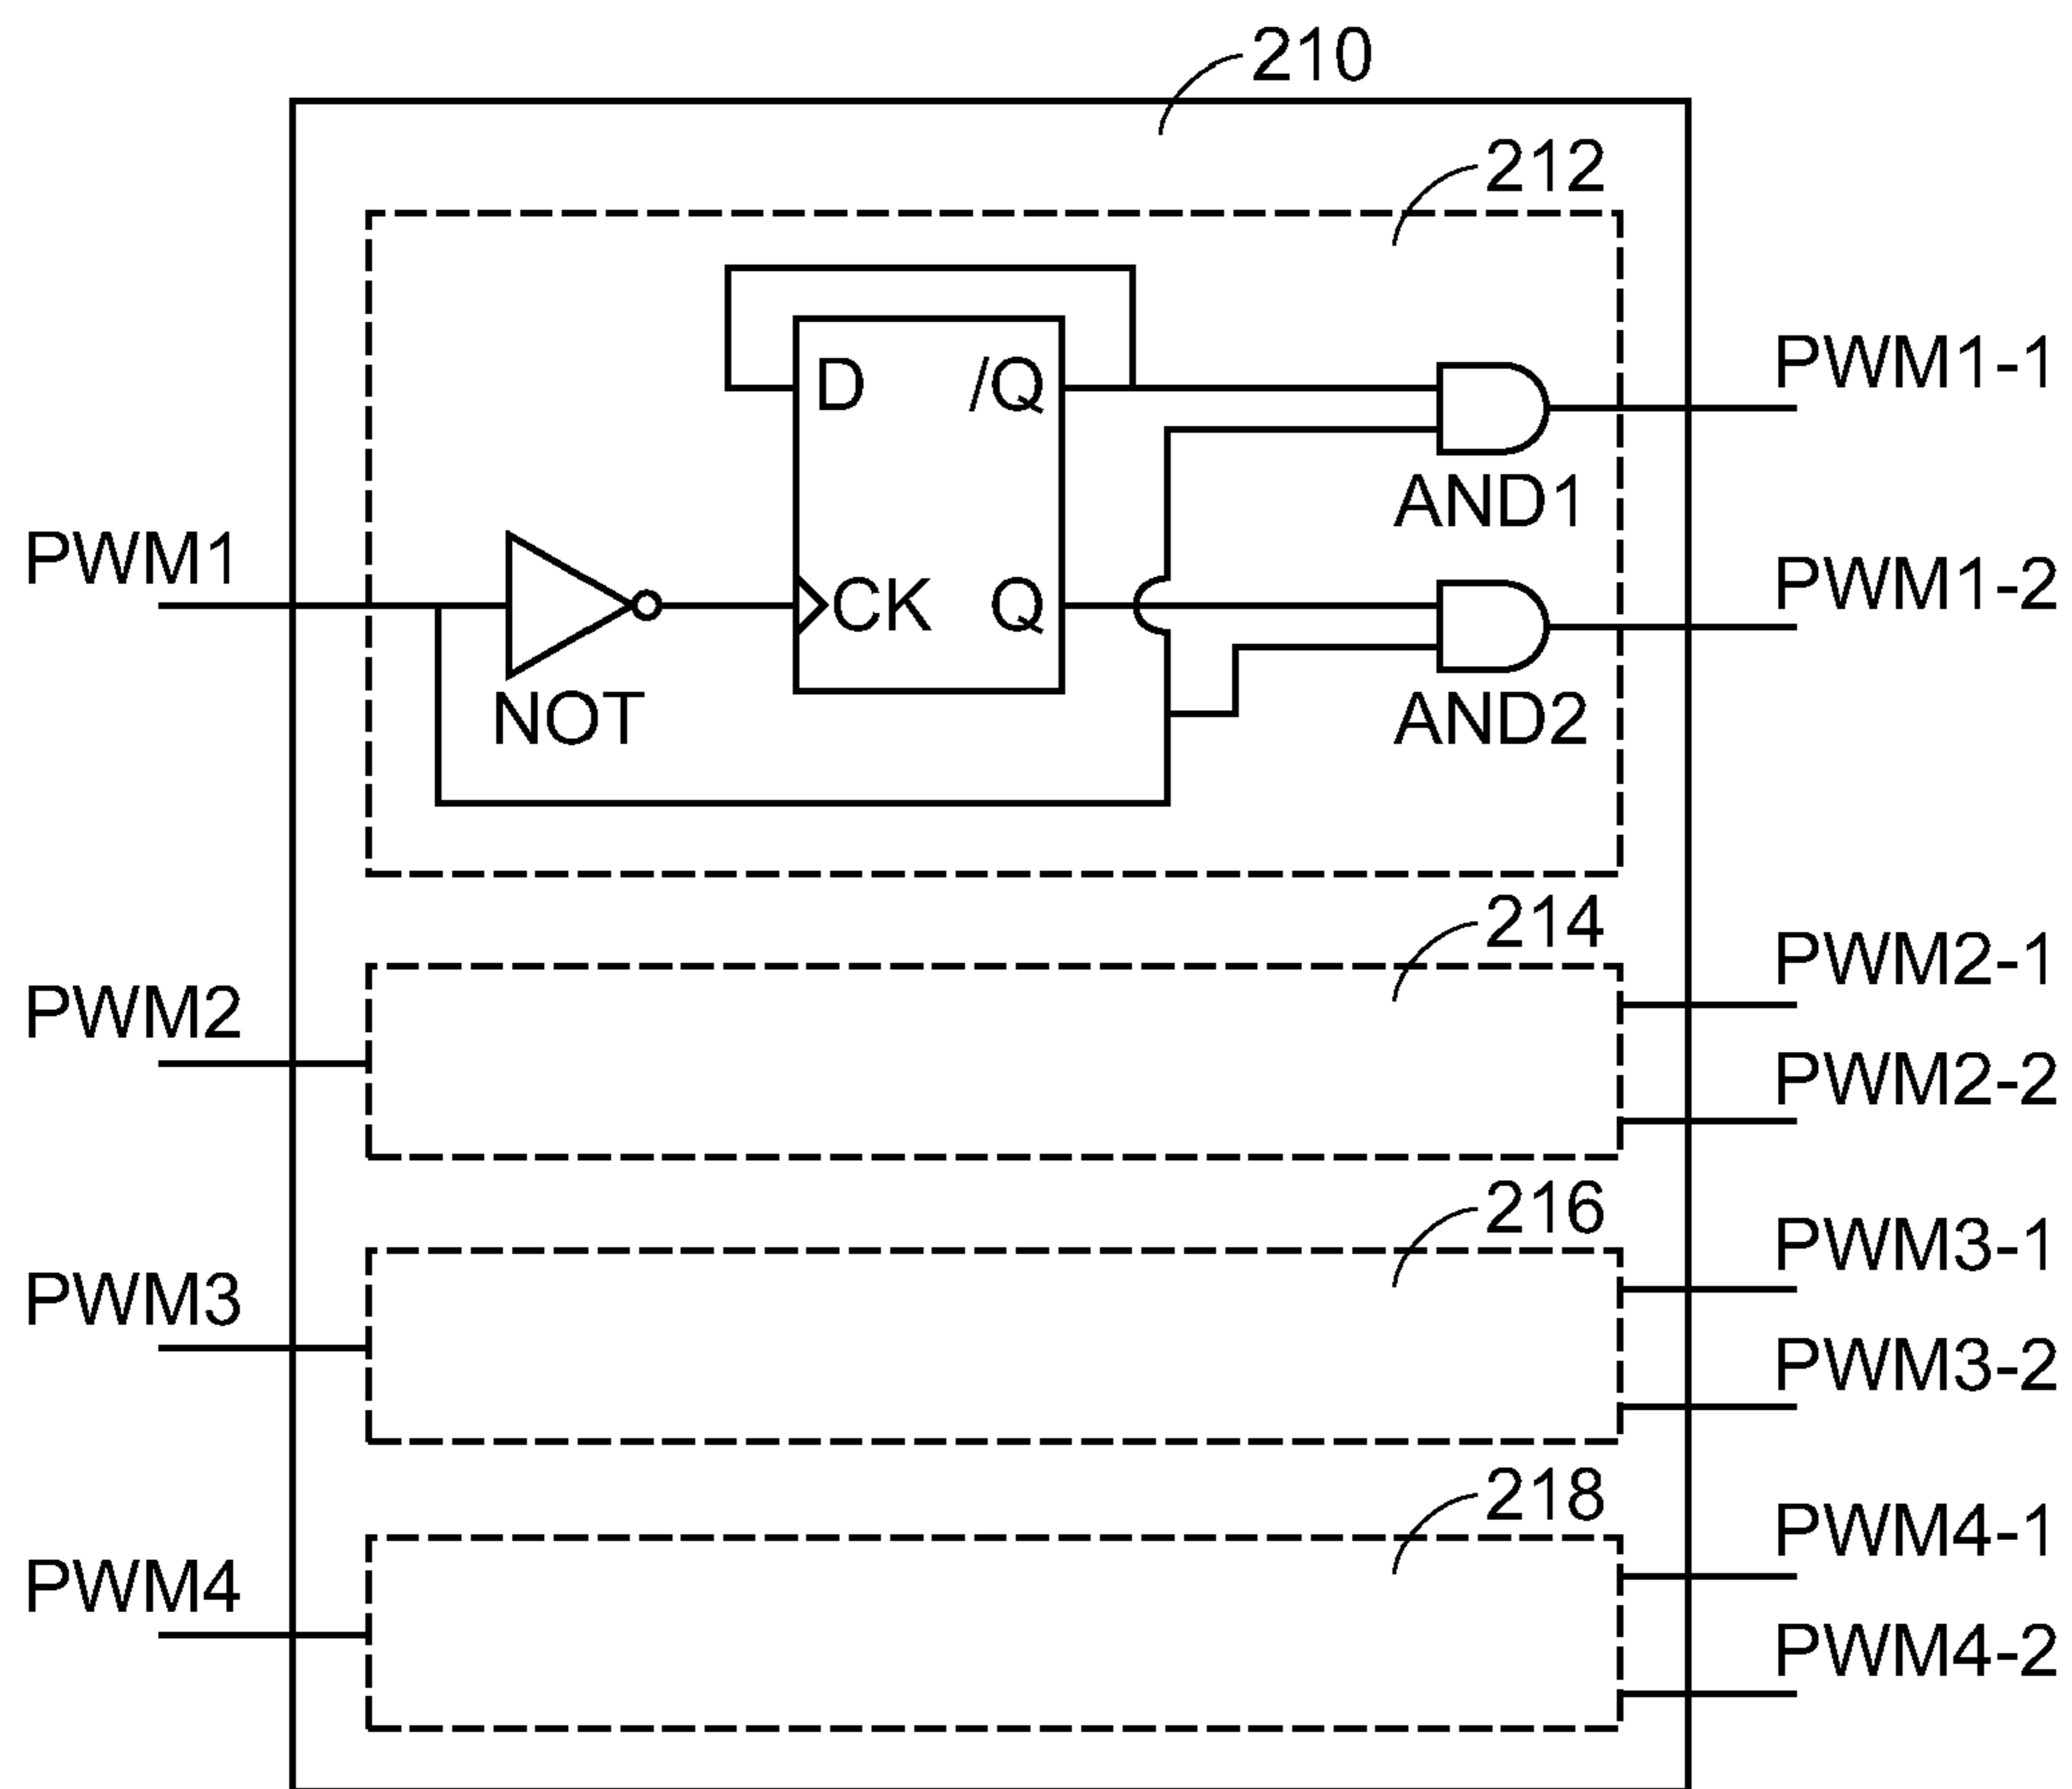 210
212
D /Q
PWM1-1
AND1
PWM1
CK Q
PWM1-2
NOT
AND2
214
PWM2-1
PWM2
PWM2-2
216
PWM3-1
PWM3
PWM3-2
218
PWM4-1
PWM4
PWM4-2